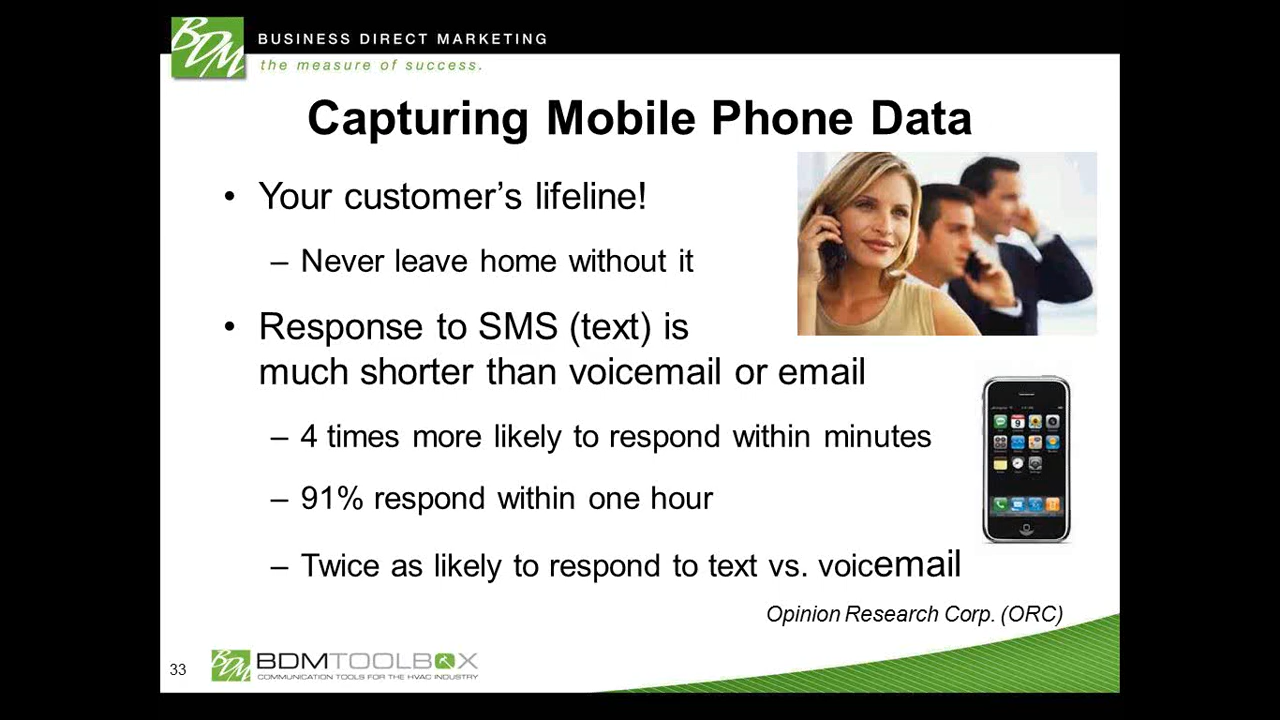 BDM BUSINESS DIRECT MARKETING
the measure of success.
Capturing Mobile Phone Data
• Your customer’s lifeline!
– Never leave home without it
• Response to SMS (text) is
much shorter than voicemail or email
– 4 times more likely to respond within minutes
– 91% respond within one hour
– Twice as likely to respond to text vs. voicemail
Opinion Research Corp. (ORC)
33
BDM BDMTOOLBOX
COMMUNICATION TOOLS FOR THE HVAC INDUSTRY